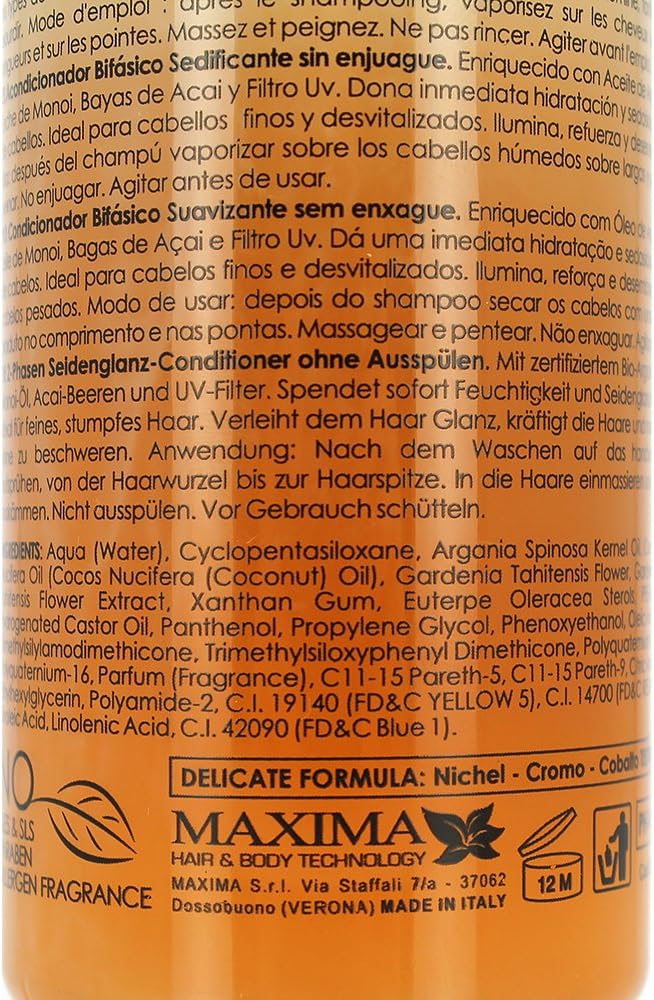 Mode d'emploi : après le shampooing, vaporisez sur les
et sur les pointes. Massez et peignez. Ne pas rincer. Agiter avant
Acondicionador Bifásico Sedificante sin enjuague. Enriquecido con Aceite de
de Monoi, Bayas de Acai y Filtro Uv. Dona inmediata hidratación y
cabellos. Ideal para cabellos finos e desvitalizados. Ilumina, refuerza y
después del champú vaporizar sobre los cabellos húmedos sobre
No enjuagar. Agitar antes de usar.
Condicionador Bifásico Suavizante sem enxague. Enriquecido com Óleo de
de Monoi, Bagas de Açai e Filtro Uv. Dá uma imediata hidratação e
cabelos. Ideal para cabelos finos e desvitalizados. Ilumina, reforça e
pesados. Modo de usar: depois do shampoo secar os cabelos com
no comprimento e nas pontas. Massagear e pentear. Não enxaguar.
2-Phasen Seidenglanz-Conditioner ohne Ausspülen. Mit zertifiziertem
Öl, Acai-Beeren und UV-Filter. Spendet sofort Feuchtigkeit und
für feines, stumpfes Haar. Verleiht dem Haar Glanz, kräftigt die Haare
zu beschweren. Anwendung: Nach dem Waschen auf das
von der Haarwurzel bis zur Haarspitze. In die Haare
Nicht ausspülen. Vor Gebrauch schütteln.
Aqua (Water), Cyclopentasiloxane, Argania Spinosa Kernel Oil,
Oil (Cocos Nucifera (Coconut) Oil), Gardenia Tahitensis Flower,
Flower Extract, Xanthan Gum, Euterpe Oleracea Sterols,
Castor Oil, Panthenol, Propylene Glycol, Phenoxyethanol,
Trimethylsiloxyphenyl Dimethicone,
Parfum (Fragrance), C11-15 Pareth-5, C11-15 Pareth-9,
Polyamide-2, C.I. 19140 (FD&C YELLOW 5), C.I. 14700 (FD&C
Acid, Linolenic Acid, C.I. 42090 (FD&C Blue 1).
NO
& SLS
FRAGRANCE
DELICATE FORMULA: Nichel - Cromo - Cobalto
MAXIMA
HAIR & BODY TECHNOLOGY
MAXIMA S.r.l. Via Staffali 7/a - 37062
Dossobuono (VERONA) MADE IN ITALY
12 M